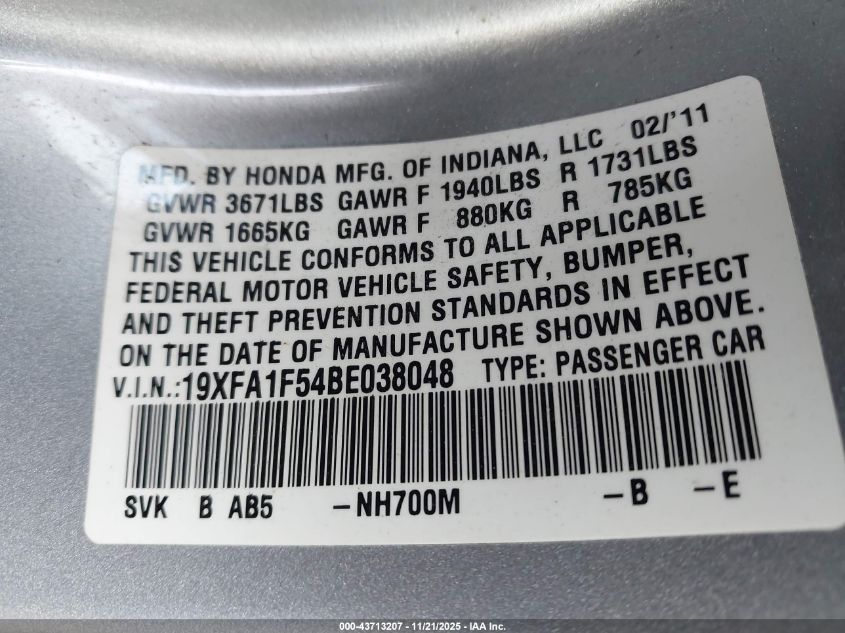 MFD. BY HONDA MFG. OF INDIANA, LLC 02/'11
GVWR 3671LBS GAWR F 1940LBS R 1731LBS
GVWR 1665KG GAWR F 880KG R 785KG
THIS VEHICLE CONFORMS TO ALL APPLICABLE
FEDERAL MOTOR VEHICLE SAFETY, BUMPER,
AND THEFT PREVENTION STANDARDS IN EFFECT
ON THE DATE OF MANUFACTURE SHOWN ABOVE.
V.I.N.:19XFA1F54BE038048 TYPE: PASSENGER CAR
SVK B AB5 -NH700M -B -E
000-43713207 - 11/21/2025 - IAA Inc.